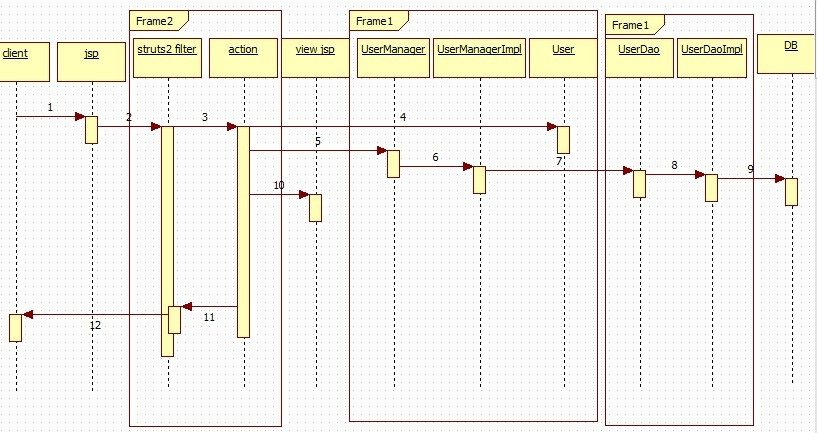 Frame2
Frame1
Frame1
client
jsp
struts2 filter
action
view jsp
UserManager
UserManagerImpl
User
UserDao
UserDaoImpl
DB
1
2
3
4
5
6
7
8
9
10
11
12